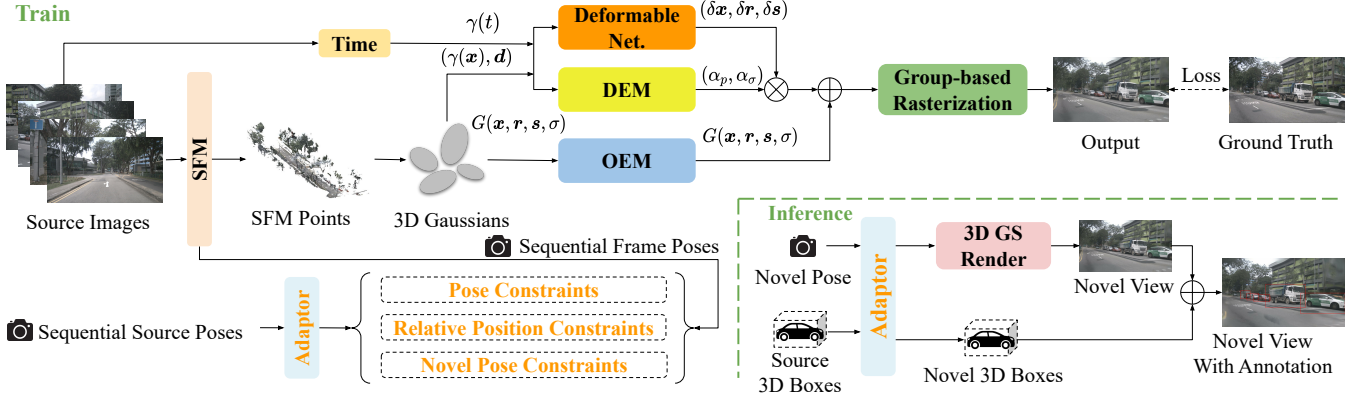 Train
Time
γ(t)
(γ(x), d)
Deformable
Net.
(δx, δr, δs)
DEM
(α_p, α_σ)
G(x, r, s, σ)
OEM
G(x, r, s, σ)
Group-based
Rasterization
Loss
Output
Ground Truth
SFM
Source Images
SFM Points
3D Gaussians
Sequential Frame Poses
Sequential Source Poses
Adaptor
Pose Constraints
Relative Position Constraints
Novel Pose Constraints
Inference
Novel Pose
Adaptor
3D GS
Render
Novel View
Source
3D Boxes
Novel 3D Boxes
Novel View
With Annotation